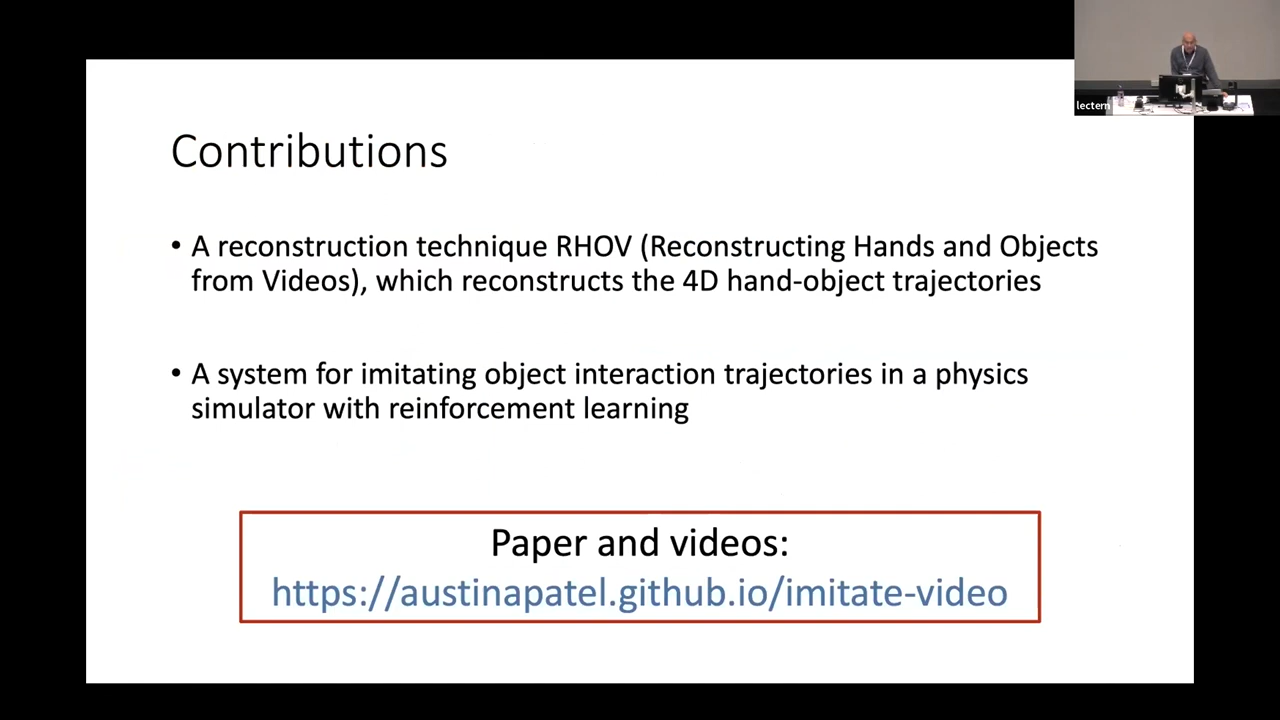 lectern
Contributions
• A reconstruction technique RHOV (Reconstructing Hands and Objects
from Videos), which reconstructs the 4D hand-object trajectories
• A system for imitating object interaction trajectories in a physics
simulator with reinforcement learning
Paper and videos:
https://austinapatel.github.io/imitate-video